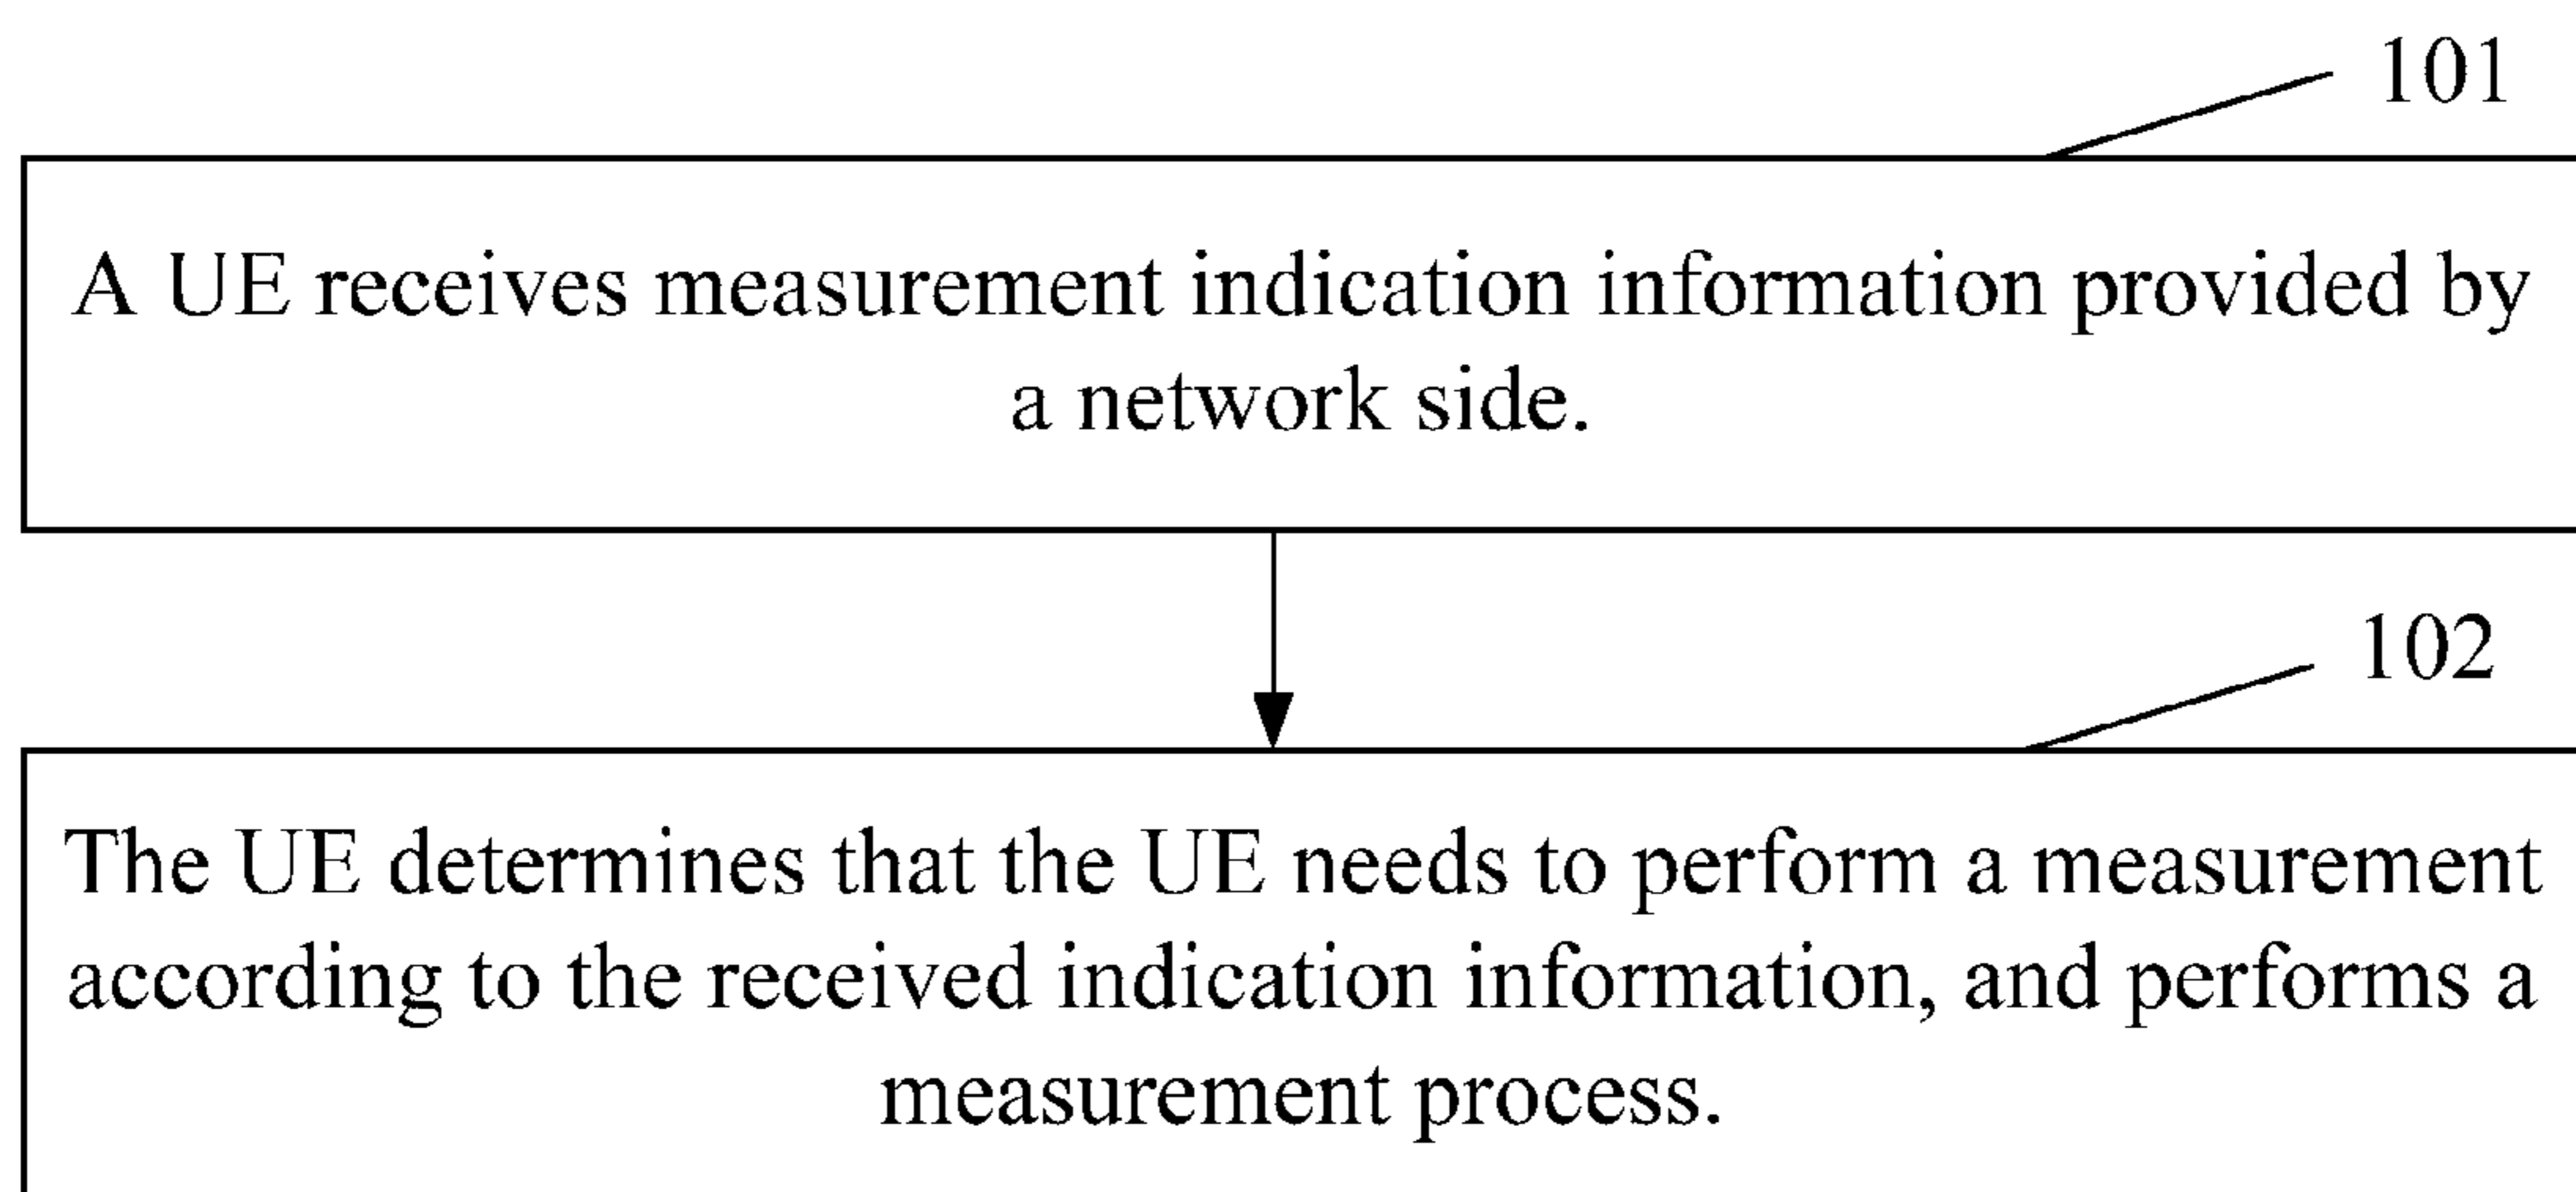 101
A UE receives measurement indication information provided by
a network side.
102
The UE determines that the UE needs to perform a measurement
according to the received indication information, and performs a
measurement process.